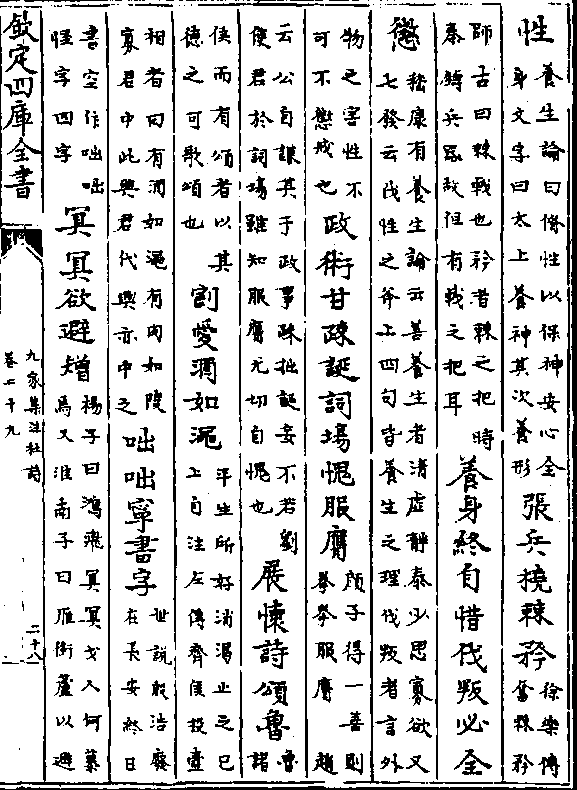 性養生論曰修性以保神安心全
身文字曰太上養神其次養形
張兵撓棘矜徐樂傳
奮棘矜
師古曰棘戟也矜者棘之把時
秦銷兵器故但有戟之把耳
養身終自惜伐叛必全
懲嵇康有養生論云善養生者清虛靜泰少思寡欲又
七發云伐性之斧上四句皆養生之理伐叛者言外
物之害性不
可不懲戒也
政術甘疎誕詞場愧服膺顔子得一善則
拳拳服膺 趙
云公自謙其于政事疎拙誕妄不若劉
使君於詞場雖知服膺尤切自愧也
展懷詩頌魯魯
諸
侯而有頌者以其
德之可歌頌也
割愛酒如澠平生所好消渴止之已
上自注左傳齊侯投壺
相者曰有酒如澠有肉如陵
寡君中此與君代興亦中之
咄咄寧書字世說殷浩廢
在長安終日
書空作咄咄
怪字四字
冥冥欲避矰楊子曰鴻飛冥冥弋人何慕
焉又淮南子曰雁銜蘆以避
欽定四庫全書
九家集注杜詩
卷二十九
二十八